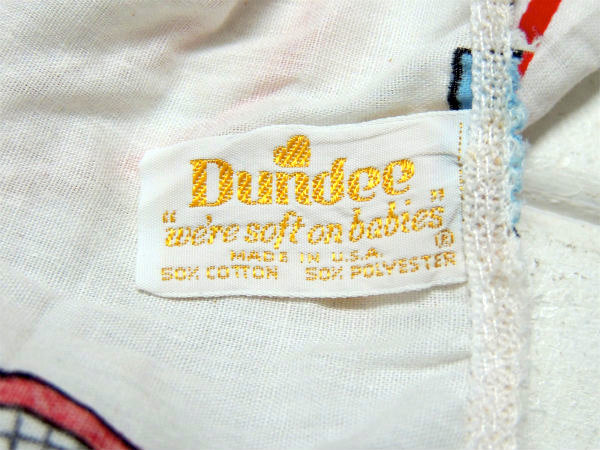 Dundee
"we're soft on babies"
®
MADE IN U.S.A.
50% COTTON 50% POLYESTER